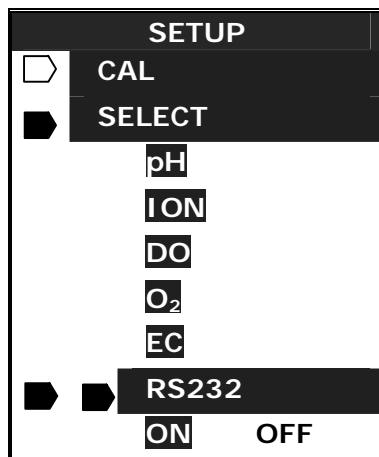 SETUP
CAL
SELECT
pH
ION
DO
O₂
EC
RS232
ON OFF